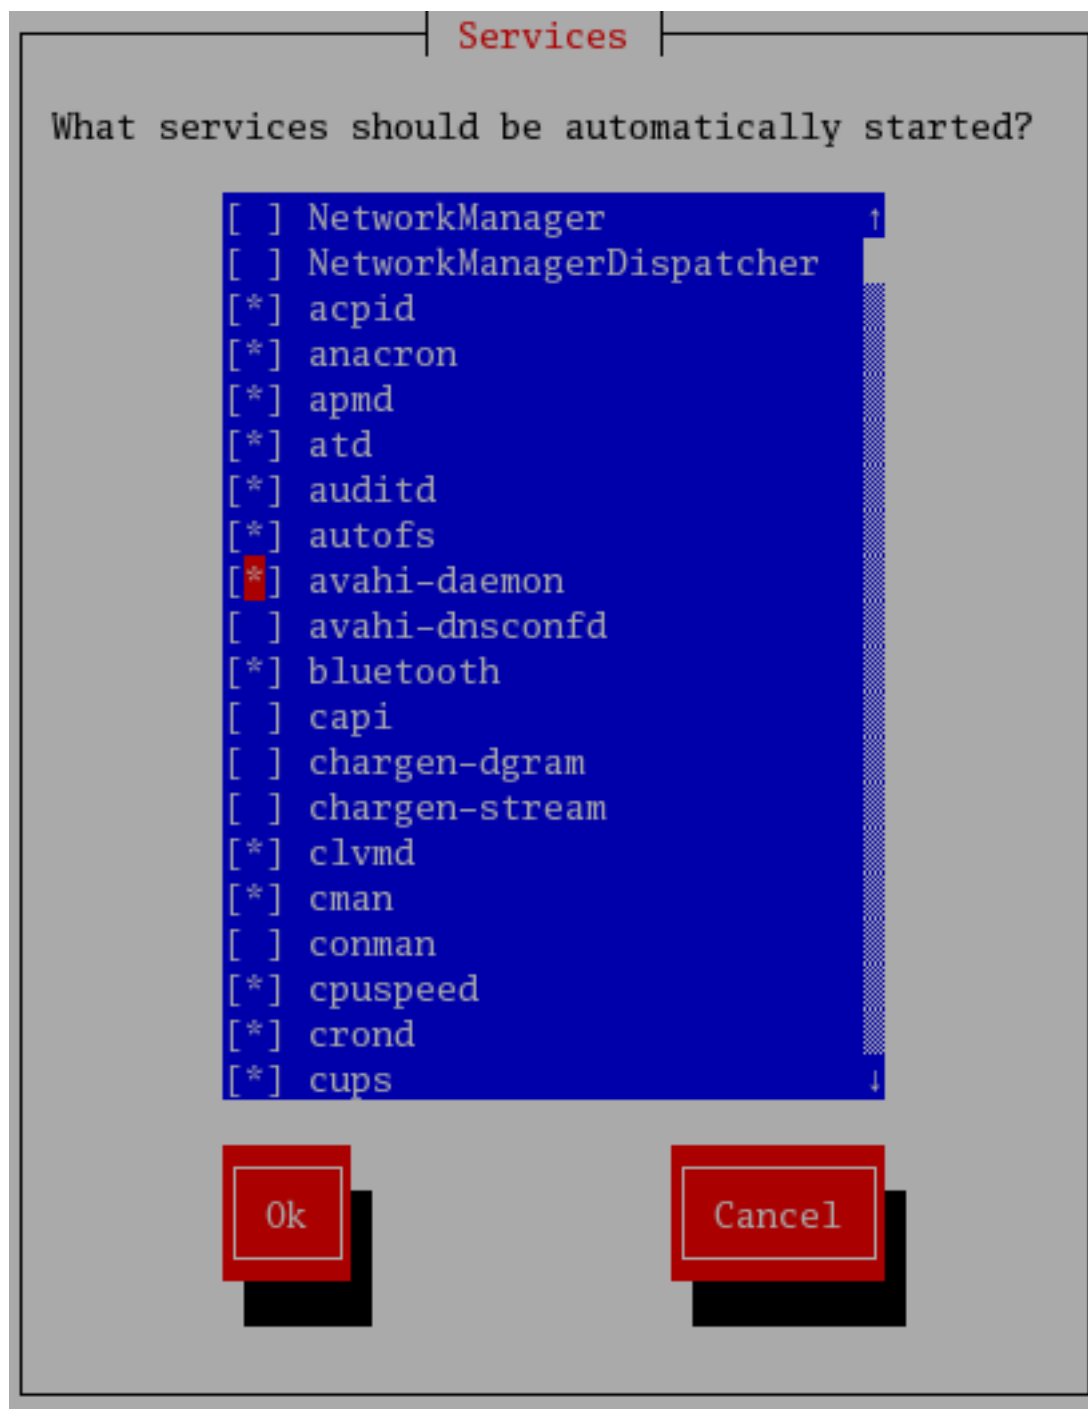 Services
What services should be automatically started?
[ ] NetworkManager ↑
[ ] NetworkManagerDispatcher
[*] acpid
[*] anacron
[*] apmd
[*] atd
[*] auditd
[*] autofs
[*] avahi-daemon
[ ] avahi-dnsconfd
[*] bluetooth
[ ] capi
[ ] chargen-dgram
[ ] chargen-stream
[*] clvmd
[*] cman
[ ] conman
[*] cpuspeed
[*] crond
[*] cups ↓
Ok Cancel